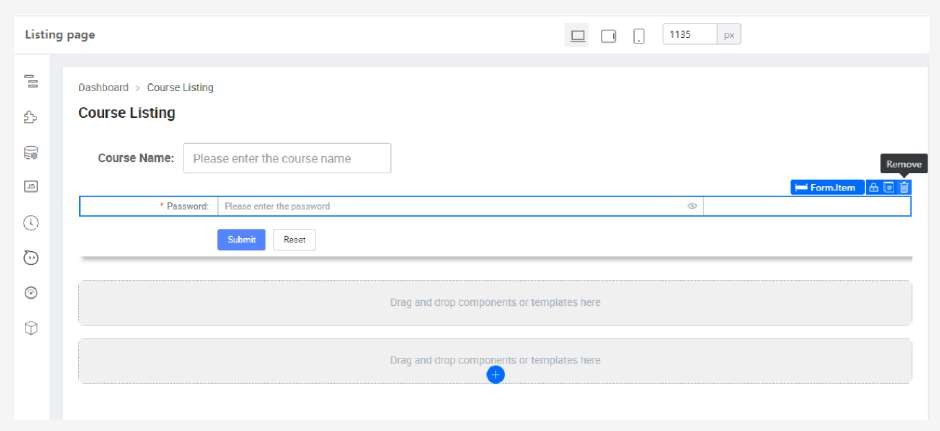 Listing page
1135 px
Dashboard > Course Listing
Course Listing
Course Name: Please enter the course name
Remove
Form.Item
* Password: Please enter the password
Submit Reset
Drag and drop components or templates here
Drag and drop components or templates here
JS